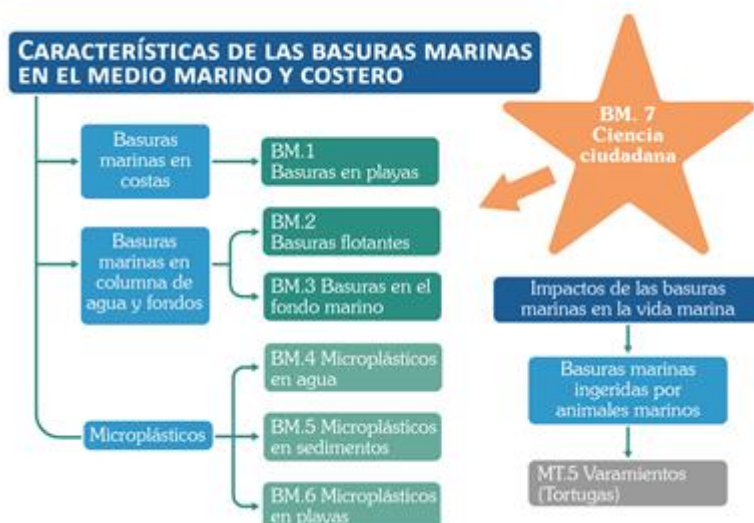 CARACTERÍSTICAS DE LAS BASURAS MARINAS
EN EL MEDIO MARINO Y COSTERO
Basuras
marinas en
costas
BM.1
Basuras en playas
Basuras
marinas en
columna de
agua y fondos
BM.2
Basuras flotantes
BM.3 Basuras en el
fondo marino
Microplásticos
BM.4 Microplásticos
en agua
BM.5 Microplásticos
en sedimentos
BM.6 Microplásticos
en playas
BM. 7
Ciencia
ciudadana
Impactos de las basuras
marinas en la vida marina
Basuras marinas
ingeridas por
animales marinos
MT.5 Varamientos
(Tortugas)